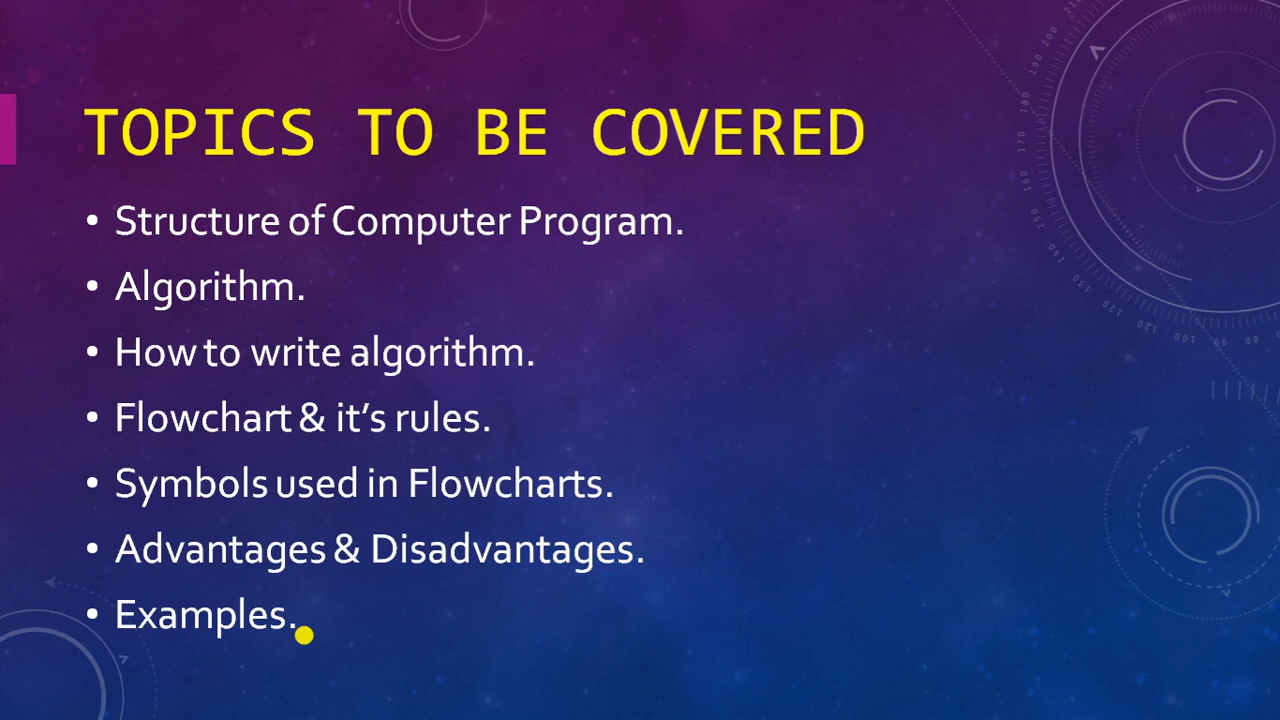 TOPICS TO BE COVERED
• Structure of Computer Program.
• Algorithm.
• How to write algorithm.
• Flowchart & it’s rules.
• Symbols used in Flowcharts.
• Advantages & Disadvantages.
• Examples.